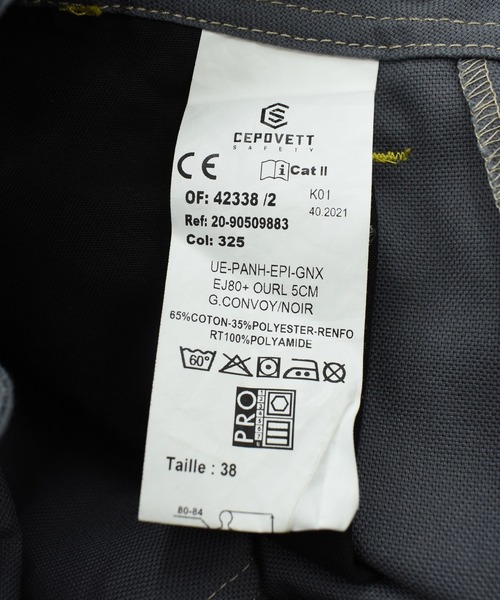 CEPOVETT
SAFETY
CE i Cat II
OF: 42338 /2 K01
40.2021
Ref: 20-90509883
Col: 325
UE-PANH-EPI-GNX
EJ80+ OURL 5CM
G.CONVOY/NOIR
65%COTON-35%POLYESTER-RENFO
RT100%POLYAMIDE
60°
PRO
Taille : 38
80-84